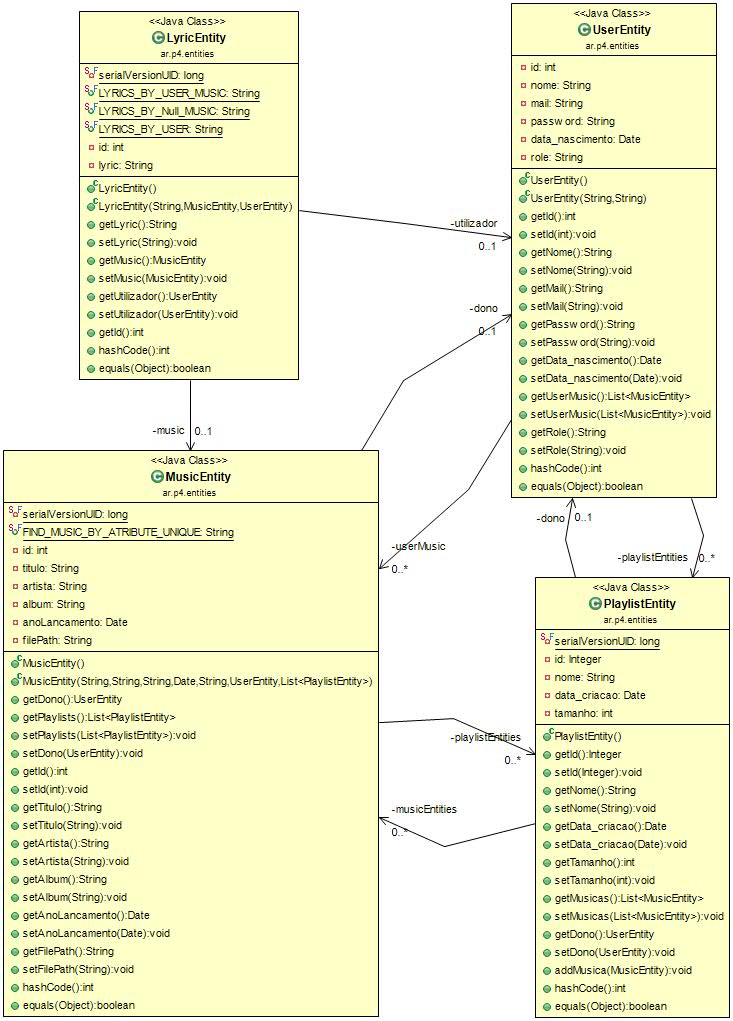 <<Java Class>>
LyricEntity
ar.p4.entities
serialVersionUID: long
LYRICS_BY_USER_MUSIC: String
LYRICS_BY_Null_MUSIC: String
LYRICS_BY_USER: String
id: int
lyric: String
LyricEntity()
LyricEntity(String,MusicEntity,UserEntity)
getLyric():String
setLyric(String):void
getMusic():MusicEntity
setMusic(MusicEntity):void
getUtilizador():UserEntity
setUtilizador(UserEntity):void
getId():int
hashCode():int
equals(Object):boolean
<<Java Class>>
UserEntity
ar.p4.entities
id: int
nome: String
mail: String
passw ord: String
data_nascimento: Date
role: String
UserEntity()
UserEntity(String,String)
getId():int
setId(int):void
getNome():String
setNome(String):void
getMail():String
setMail(String):void
getPassw ord():String
setPassw ord(String):void
getData_nascimento():Date
setData_nascimento(Date):void
getUserMusic():List<MusicEntity>
setUserMusic(List<MusicEntity>):void
getRole():String
setRole(String):void
hashCode():int
equals(Object):boolean
-utilizador
0..1
-dono
0..1
-music 0..1
-userMusic
0..*
-dono 0..1
-playlistEntities 0..*
<<Java Class>>
MusicEntity
ar.p4.entities
serialVersionUID: long
FIND_MUSIC_BY_ATRIBUTE_UNIQUE: String
id: int
titulo: String
artista: String
album: String
anoLancamento: Date
filePath: String
MusicEntity()
MusicEntity(String,String,String,Date,String,UserEntity,List<PlaylistEntity>)
getDono():UserEntity
getPlaylists():List<PlaylistEntity>
setPlaylists(List<PlaylistEntity>):void
setDono(UserEntity):void
getId():int
setId(int):void
getTitulo():String
setTitulo(String):void
getArtista():String
setArtista(String):void
getAlbum():String
setAlbum(String):void
getAnoLancamento():Date
setAnoLancamento(Date):void
getFilePath():String
setFilePath(String):void
hashCode():int
equals(Object):boolean
-playlistEntities
0..*
-musicEntities
0..*
<<Java Class>>
PlaylistEntity
ar.p4.entities
serialVersionUID: long
id: Integer
nome: String
data_criacao: Date
tamanho: int
PlaylistEntity()
getId():Integer
setId(Integer):void
getNome():String
setNome(String):void
getData_criacao():Date
setData_criacao(Date):void
getTamanho():int
setTamanho(int):void
getMusicas():List<MusicEntity>
setMusicas(List<MusicEntity>):void
getDono():UserEntity
setDono(UserEntity):void
addMusica(MusicEntity):void
hashCode():int
equals(Object):boolean